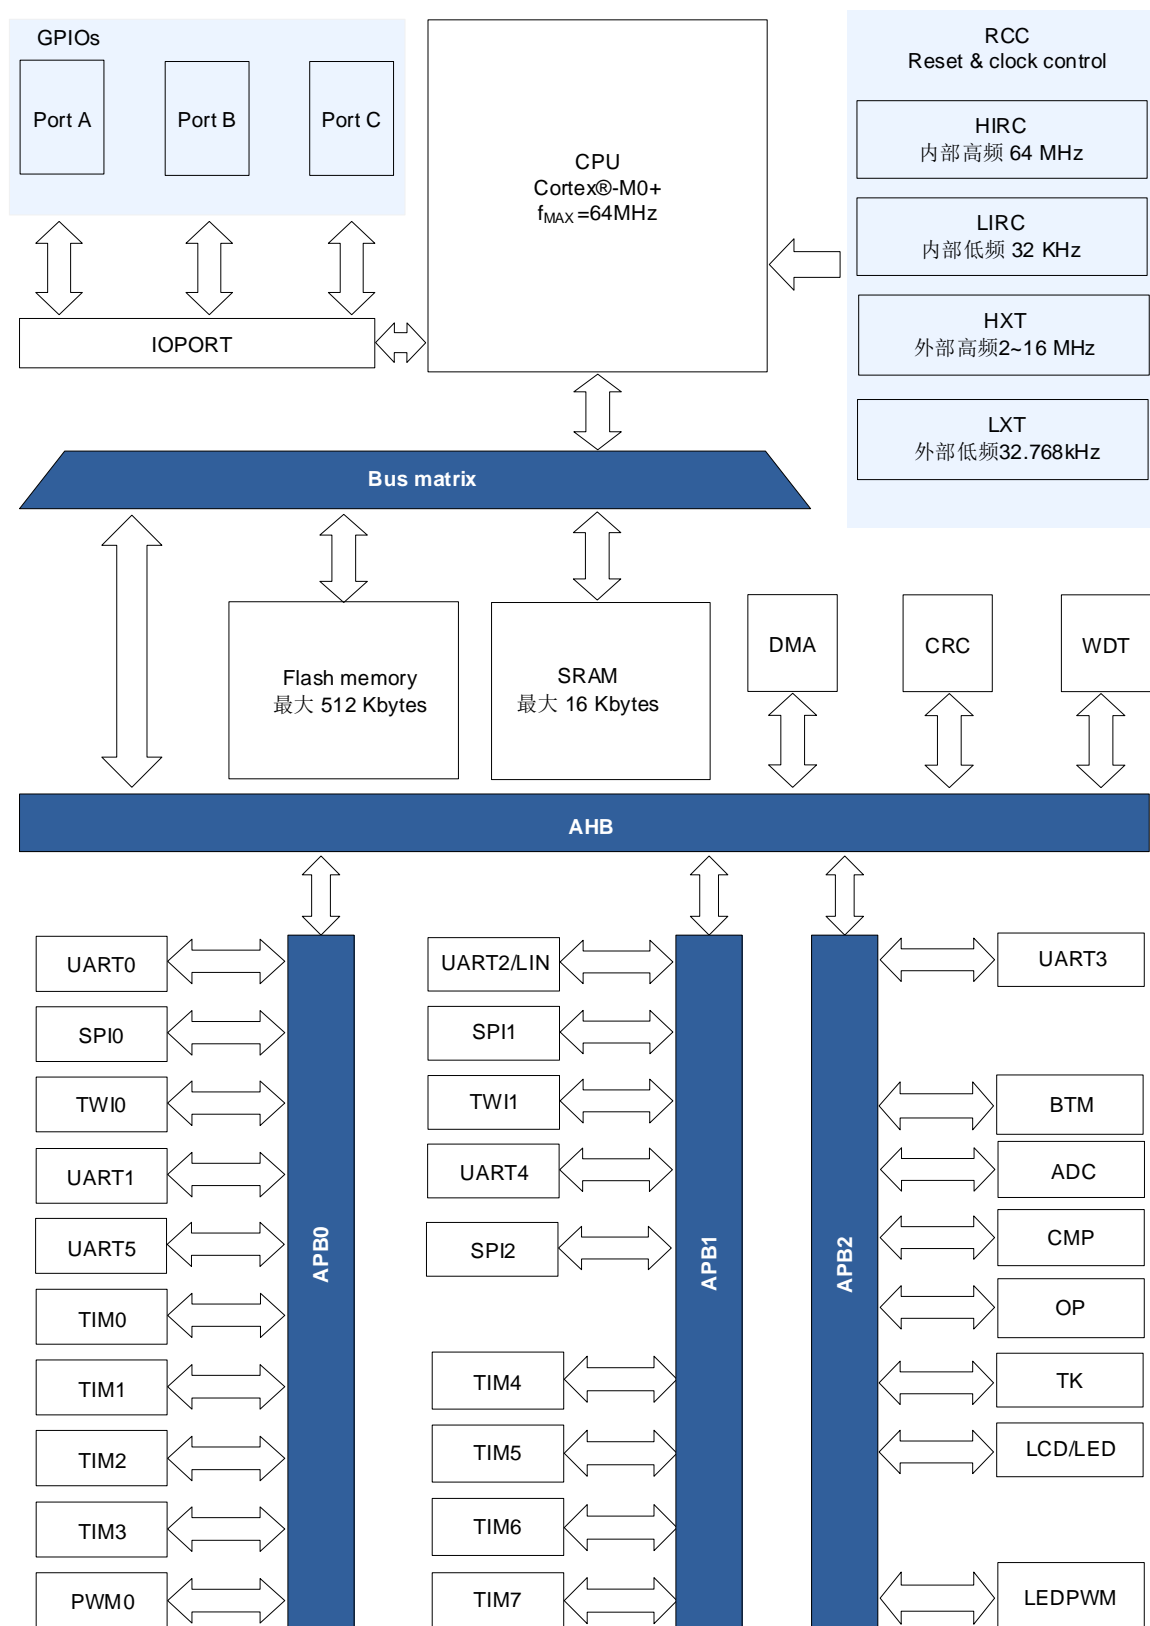 GPIOs
Port A
Port B
Port C
IOPORT
CPU
Cortex®-M0+
fMAX =64MHz
RCC
Reset & clock control
HIRC
内部高频 64 MHz
LIRC
内部低频 32 KHz
HXT
外部高频2~16 MHz
LXT
外部低频32.768kHz
Bus matrix
Flash memory
最大 512 Kbytes
SRAM
最大 16 Kbytes
DMA
CRC
WDT
AHB
UART0
SPI0
TWI0
UART1
UART5
TIM0
TIM1
TIM2
TIM3
PWM0
APB0
UART2/LIN
SPI1
TWI1
UART4
SPI2
TIM4
TIM5
TIM6
TIM7
APB1
APB2
UART3
BTM
ADC
CMP
OP
TK
LCD/LED
LEDPWM